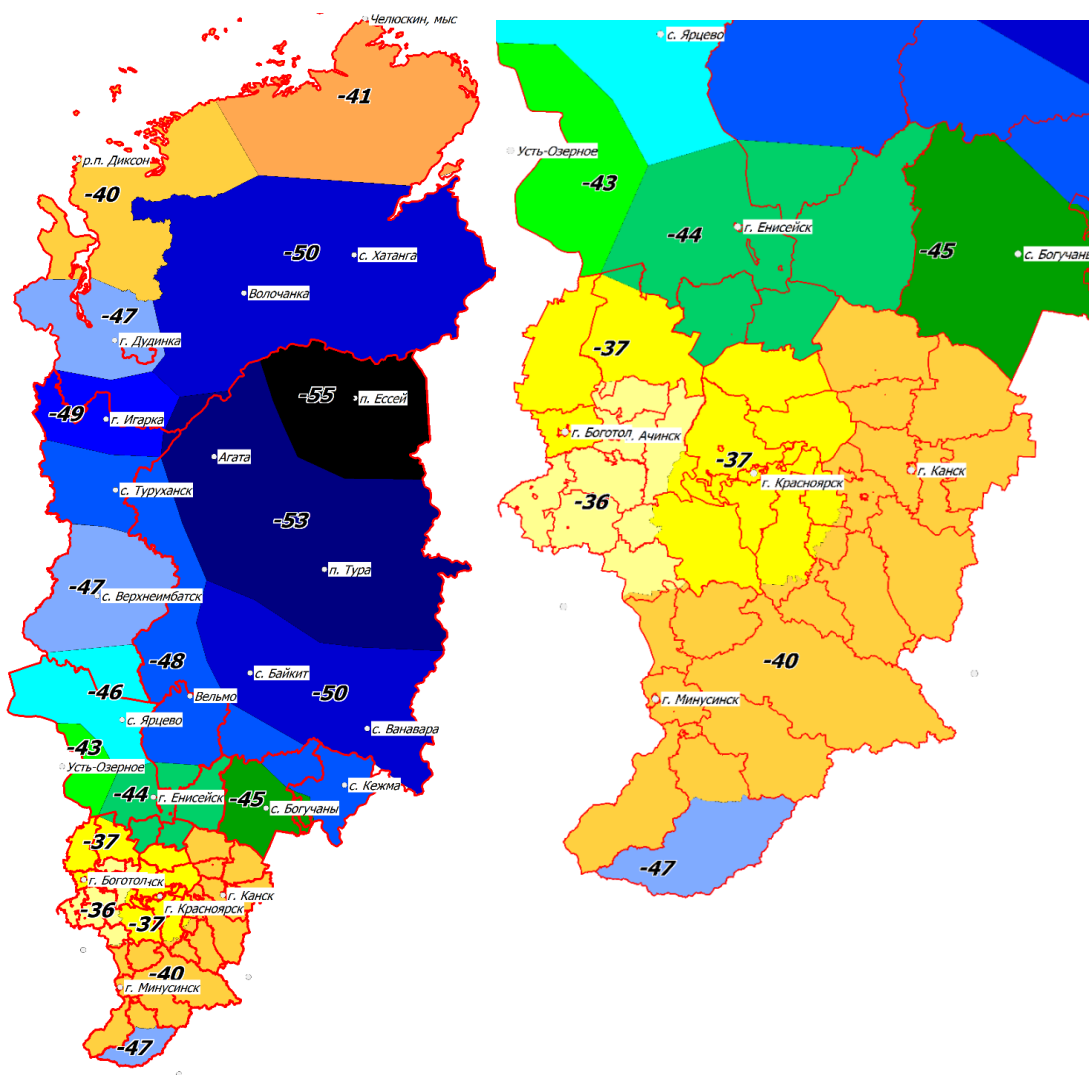 Челюскин, мыс
-41
р.п. Диксон
-40
-50
с. Хатанга
Волочанка
-47
г. Дудинка
-55
п. Ессей
-49
г. Игарка
Агата
с. Туруханск
-53
п. Тура
-47
с. Верхнеимбатск
-48
с. Байкит
-46
Вельмо
-50
с. Ярцево
с. Ванавара
-43
Усть-Озерное
с. Кежма
-44
г. Енисейск
-45
с. Богучаны
-37
г. Боготол
нск
г. Канск
-36
г. Красноярск
-37
-40
г. Минусинск
-47
с. Ярцево
Усть-Озерное
-43
-44
г. Енисейск
-45
с. Богучаны
-37
г. Боготол
. Ачинск
-37
г. Канск
г. Красноярск
-36
-40
г. Минусинск
-47